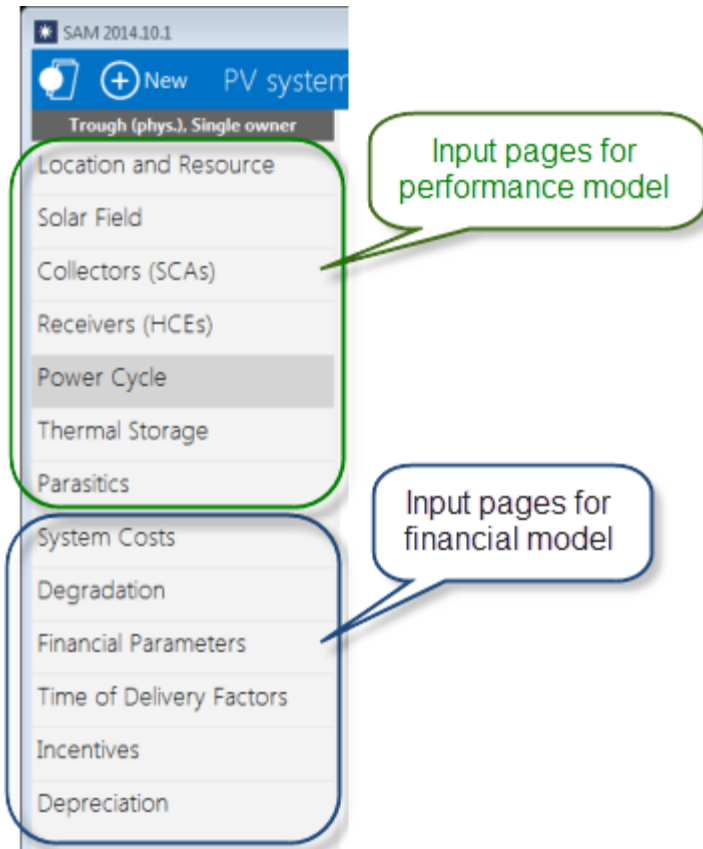 SAM 2014.10.1
New PV system
Trough (phys.), Single owner
Location and Resource
Solar Field
Collectors (SCAs)
Receivers (HCEs)
Power Cycle
Thermal Storage
Parasitics
System Costs
Degradation
Financial Parameters
Time of Delivery Factors
Incentives
Depreciation
Input pages for
performance model
Input pages for
financial model